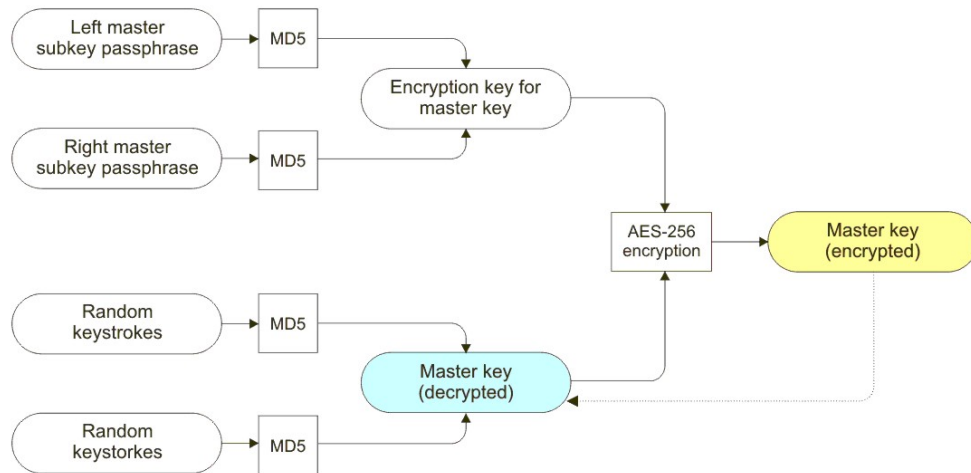 Left master
subkey passphrase
MD5
Encryption key for
master key
Right master
subkey passphrase
MD5
AES-256
encryption
Master key
(encrypted)
Random
keystrokes
MD5
Master key
(decrypted)
Random
keystorkes
MD5